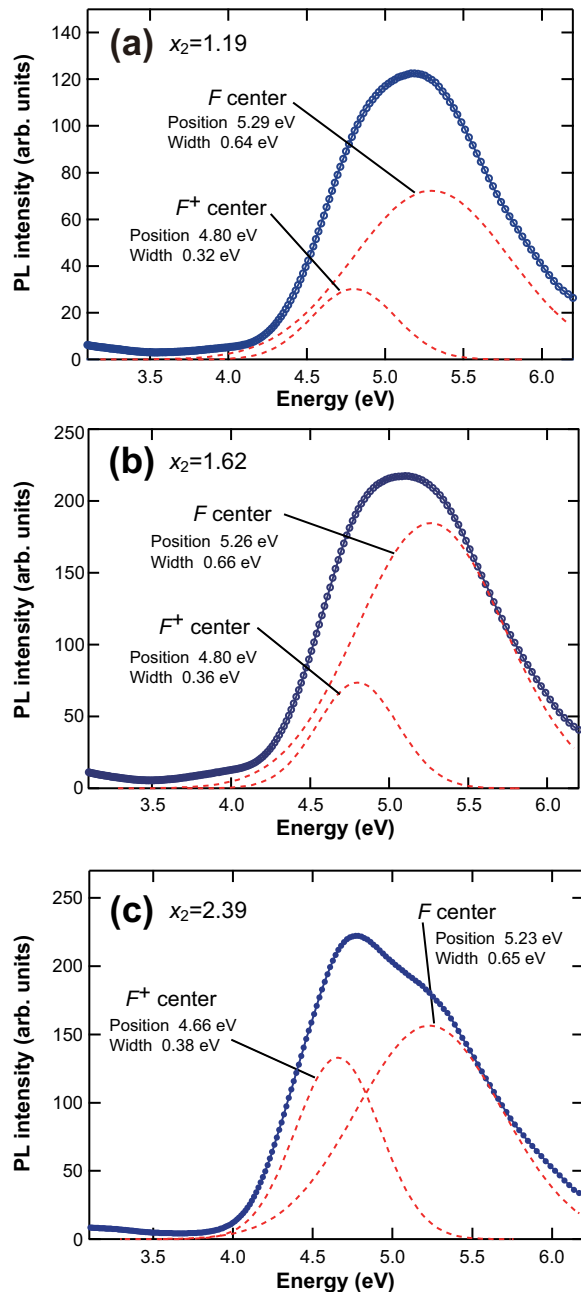 (a) x₂=1.19
F center
Position 5.29 eV
Width 0.64 eV
F⁺ center
Position 4.80 eV
Width 0.32 eV
PL intensity (arb. units)
140
120
100
80
60
40
20
0
3.5 4.0 4.5 5.0 5.5 6.0
Energy (eV)
(b) x₂=1.62
F center
Position 5.26 eV
Width 0.66 eV
F⁺ center
Position 4.80 eV
Width 0.36 eV
PL intensity (arb. units)
250
200
150
100
50
0
3.5 4.0 4.5 5.0 5.5 6.0
Energy (eV)
(c) x₂=2.39
F center
Position 5.23 eV
Width 0.65 eV
F⁺ center
Position 4.66 eV
Width 0.38 eV
PL intensity (arb. units)
250
200
150
100
50
0
3.5 4.0 4.5 5.0 5.5 6.0
Energy (eV)